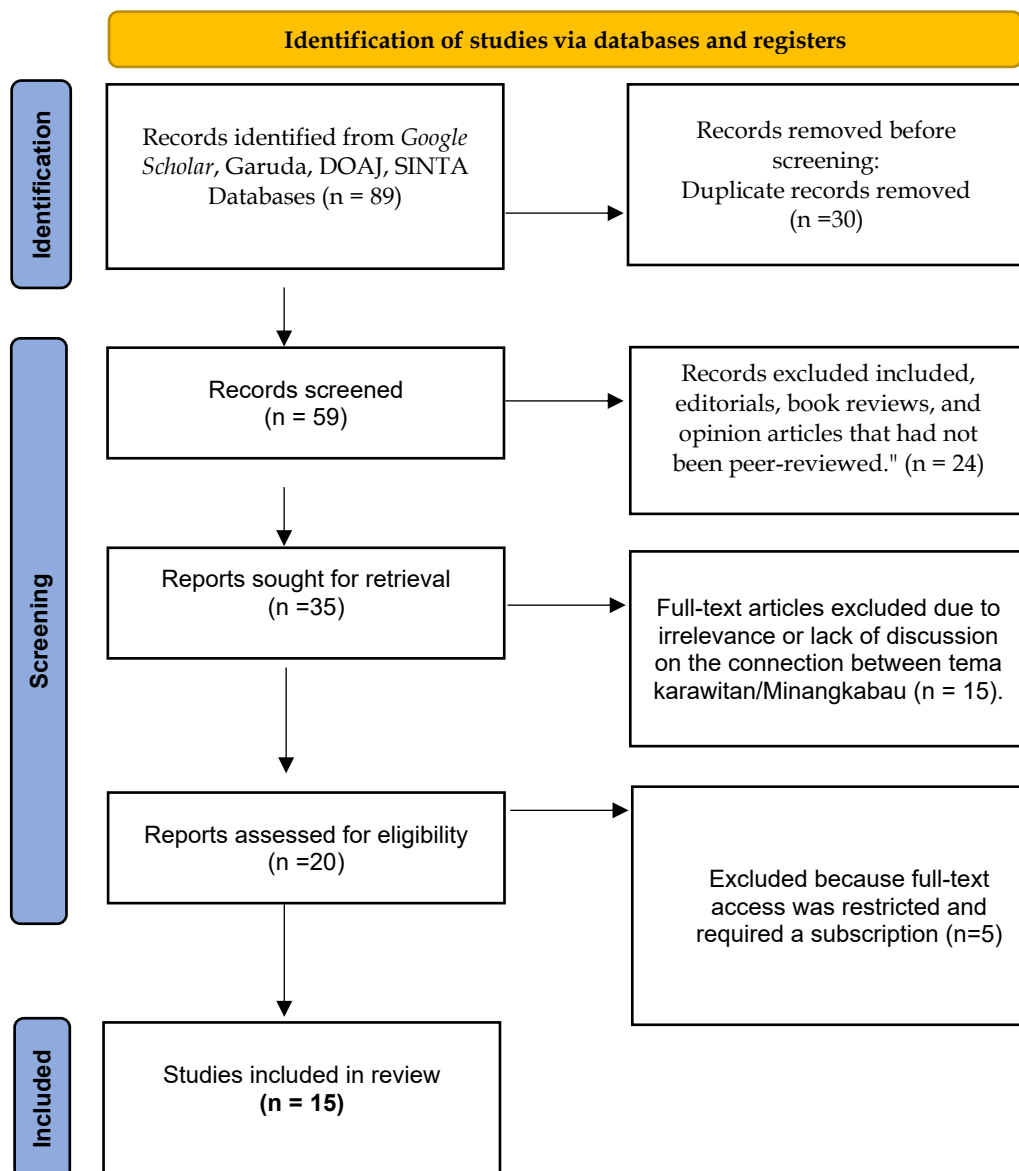 Identification of studies via databases and registers
Identification
Records identified from Google
Scholar, Garuda, DOAJ, SINTA
Databases (n = 89)
Records removed before
screening:
Duplicate records removed
(n =30)
Screening
Records screened
(n = 59)
Records excluded included,
editorials, book reviews, and
opinion articles that had not
been peer-reviewed." (n = 24)
Reports sought for retrieval
(n =35)
Full-text articles excluded due to
irrelevance or lack of discussion
on the connection between tema
karawitan/Minangkabau (n = 15).
Reports assessed for eligibility
(n =20)
Excluded because full-text
access was restricted and
required a subscription (n=5)
Included
Studies included in review
(n = 15)